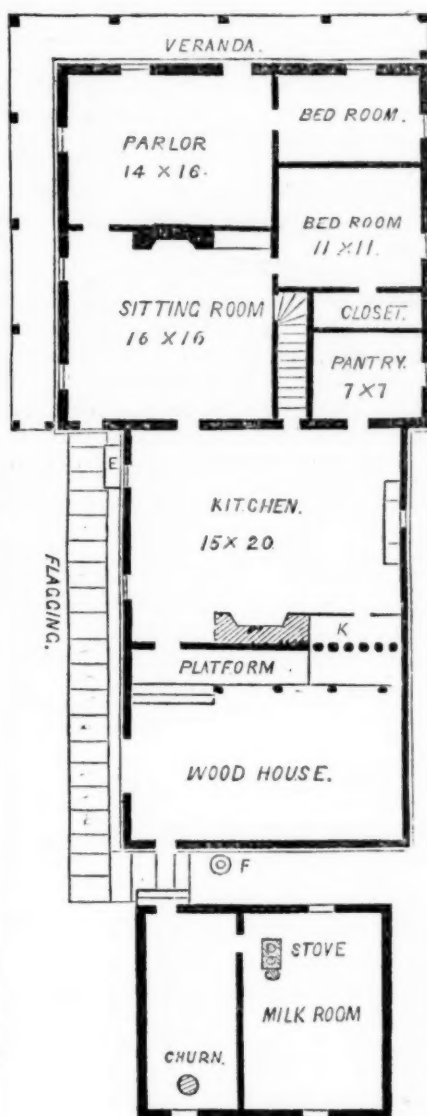 VERANDA.
PARLOR
14 × 16.
BED ROOM.
BED ROOM
11 × 11.
SITTING ROOM
16 × 16
CLOSET.
PANTRY.
7 × 7
E
KITCHEN.
15 × 20
FLAGGING.
K
PLATFORM
WOOD HOUSE.
F
STOVE
MILK ROOM
CHURN.